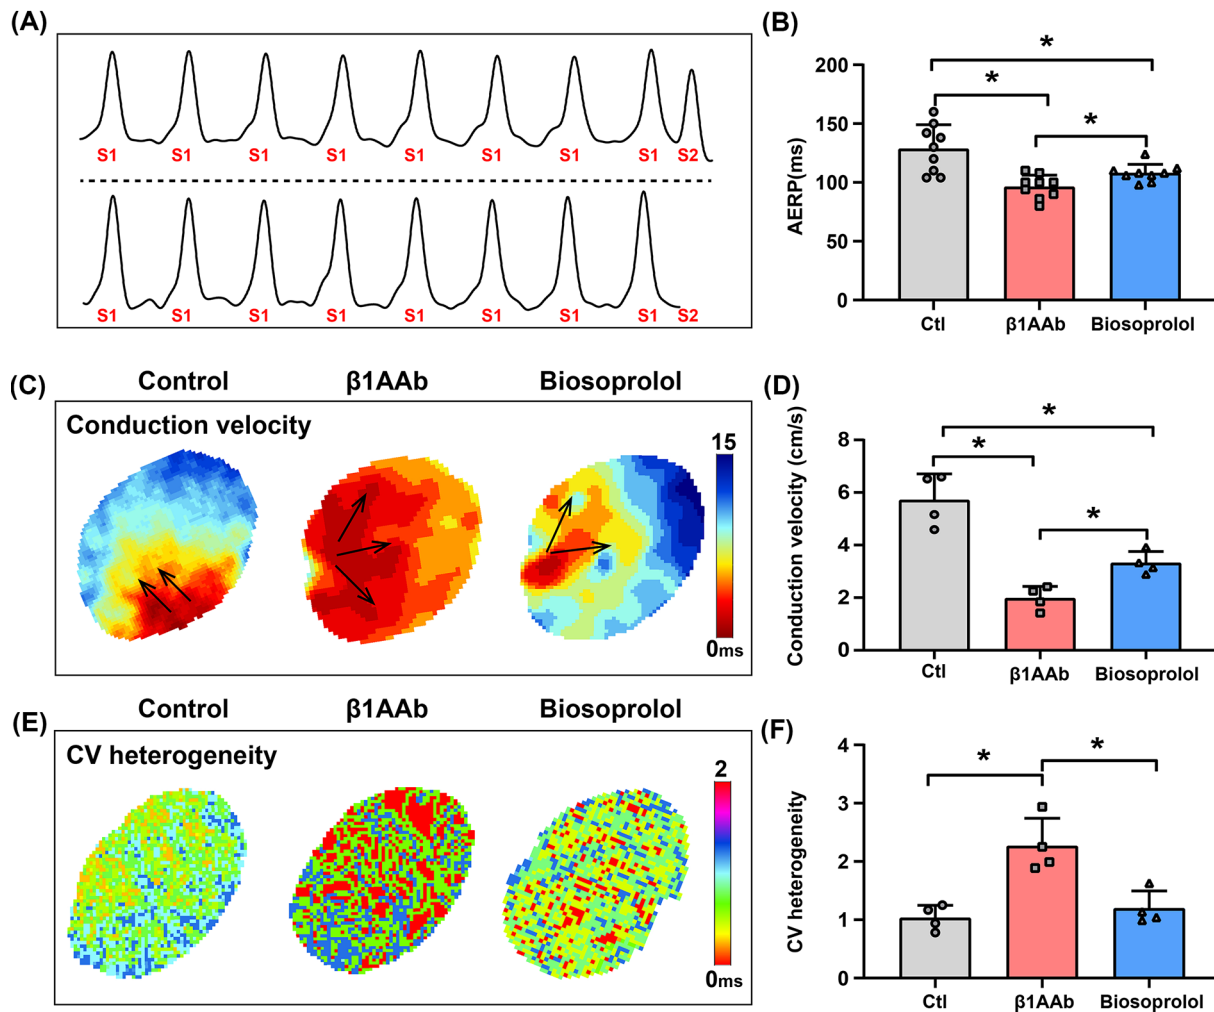 (A)
S1 S1 S1 S1 S1 S1 S1 S1 S2
S1 S1 S1 S1 S1 S1 S1 S1 S2
(B)
AERP(ms)
200
150
100
50
0
* * *
Ctl β1AAb Biosoprolol
(C)
Control β1AAb Biosoprolol
Conduction velocity
15
0ms
(D)
Conduction velocity (cm/s)
8
6
4
2
0
* * *
Ctl β1AAb Biosoprolol
(E)
Control β1AAb Biosoprolol
CV heterogeneity
2
0ms
(F)
CV heterogeneity
4
3
2
1
0
* *
Ctl β1AAb Biosoprolol